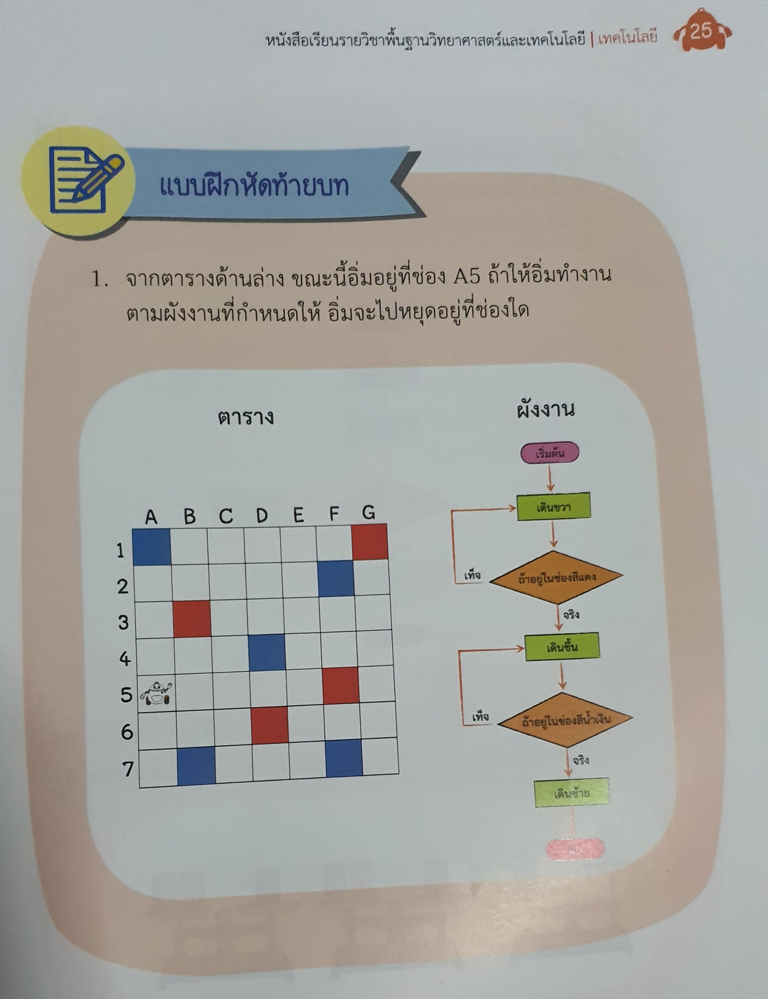 หนังสือเรียนรายวิชาพื้นฐานวิทยาศาสตร์และเทคโนโลยี | เทคโนโลยี 25
แบบฝึกหัดท้ายบท
1. จากตารางด้านล่าง ขณะนี้อิ่มอยู่ที่ช่อง A5 ถ้าให้อิ่มทำงาน
ตามผังงานที่กำหนดให้ อิ่มจะไปหยุดอยู่ที่ช่องใด
ตาราง
A B C D E F G
1
2
3
4
5
6
7
ผังงาน
เริ่มต้น
เดินขวา
ถ้าอยู่ในช่องสีแดง
เท็จ
จริง
เดินขึ้น
ถ้าอยู่ในช่องสีน้ำเงิน
เท็จ
จริง
เดินซ้าย